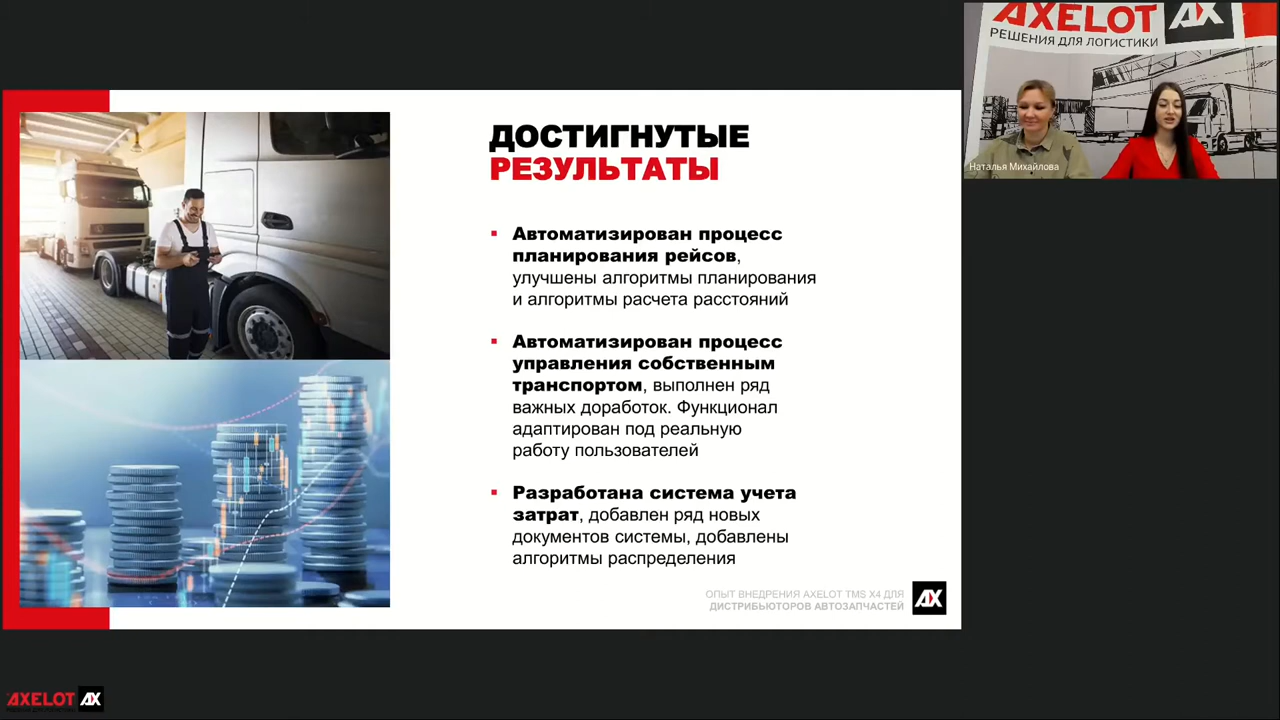 AXELOT AX
РЕШЕНИЯ ДЛЯ ЛОГИСТИКИ
Наталья Михайлова
ДОСТИГНУТЫЕ
РЕЗУЛЬТАТЫ
▪ Автоматизирован процесс
планирования рейсов,
улучшены алгоритмы планирования
и алгоритмы расчета расстояний
▪ Автоматизирован процесс
управления собственным
транспортом, выполнен ряд
важных доработок. Функционал
адаптирован под реальную
работу пользователей
▪ Разработана система учета
затрат, добавлен ряд новых
документов системы, добавлены
алгоритмы распределения
ОПЫТ ВНЕДРЕНИЯ AXELOT TMS X4 ДЛЯ
ДИСТРИБЬЮТОРОВ АВТОЗАПЧАСТЕЙ
AX
AXELOT AX